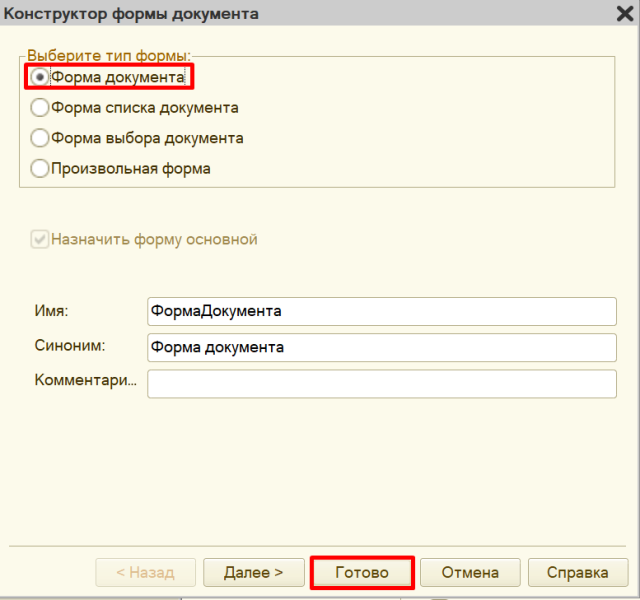 Конструктор формы документа
Выберите тип формы:
Форма документа
Форма списка документа
Форма выбора документа
Произвольная форма
Назначить форму основной
Имя: ФормаДокумента
Синоним: Форма документа
Комментари...
< Назад Далее > Готово Отмена Справка